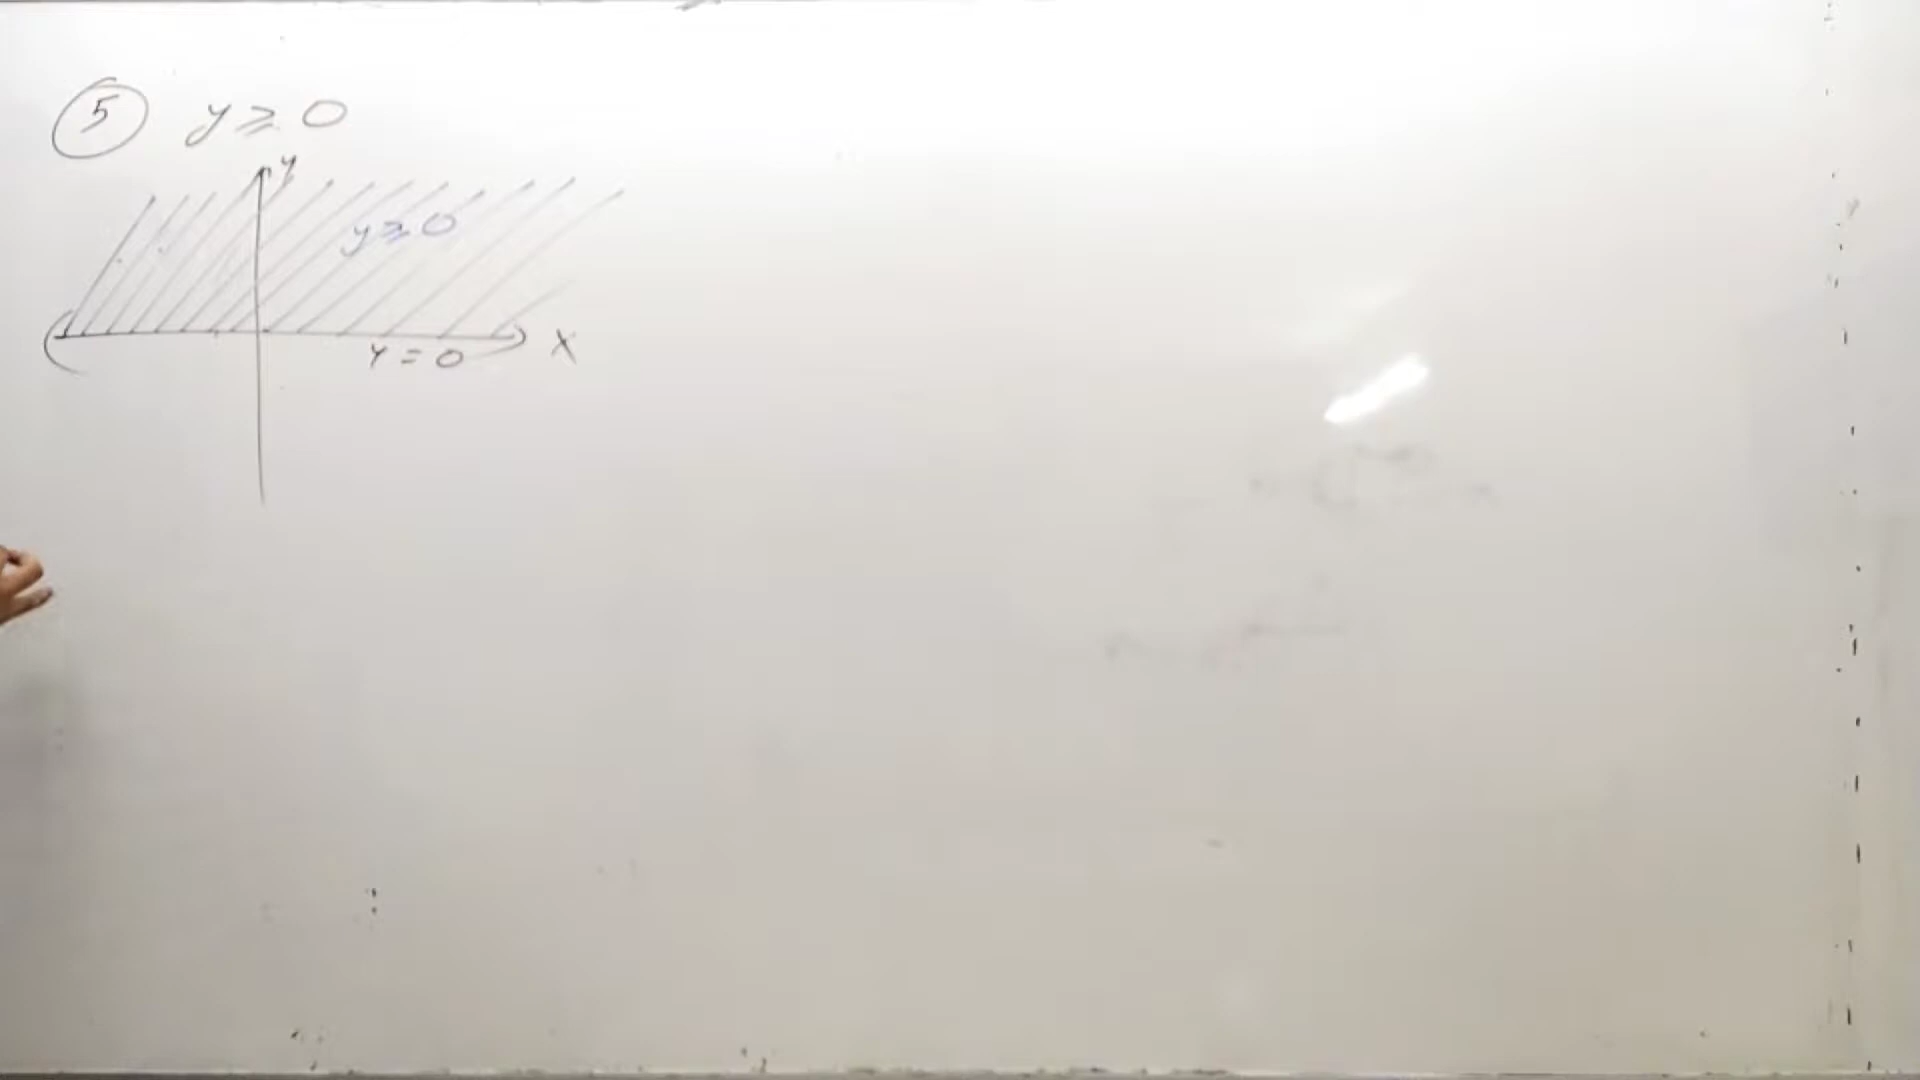 5 y ≥ 0
y
y ≥ 0
y = 0 x